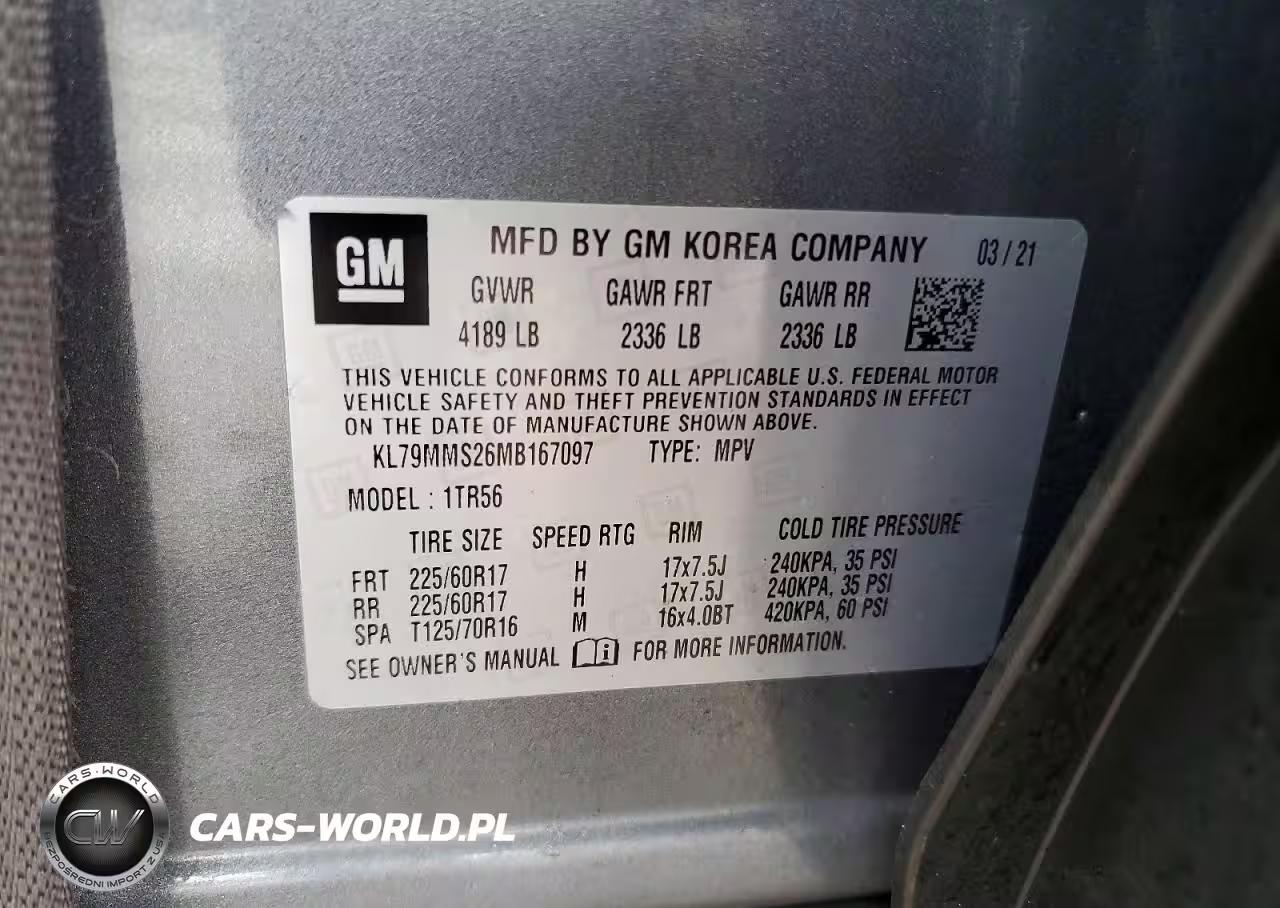 GM
MFD BY GM KOREA COMPANY 03/21
GVWR GAWR FRT GAWR RR
4189 LB 2336 LB 2336 LB
THIS VEHICLE CONFORMS TO ALL APPLICABLE U.S. FEDERAL MOTOR
VEHICLE SAFETY AND THEFT PREVENTION STANDARDS IN EFFECT
ON THE DATE OF MANUFACTURE SHOWN ABOVE.
KL79MMS26MB167097 TYPE: MPV
MODEL : 1TR56
TIRE SIZE SPEED RTG RIM COLD TIRE PRESSURE
FRT 225/60R17 H 17x7.5J 240KPA, 35 PSI
RR 225/60R17 H 17x7.5J 240KPA, 35 PSI
SPA T125/70R16 M 16x4.0BT 420KPA, 60 PSI
SEE OWNER'S MANUAL i FOR MORE INFORMATION.
CARS-WORLD
CW
BEZPOŚREDNI IMPORT Z USA
CARS-WORLD.PL